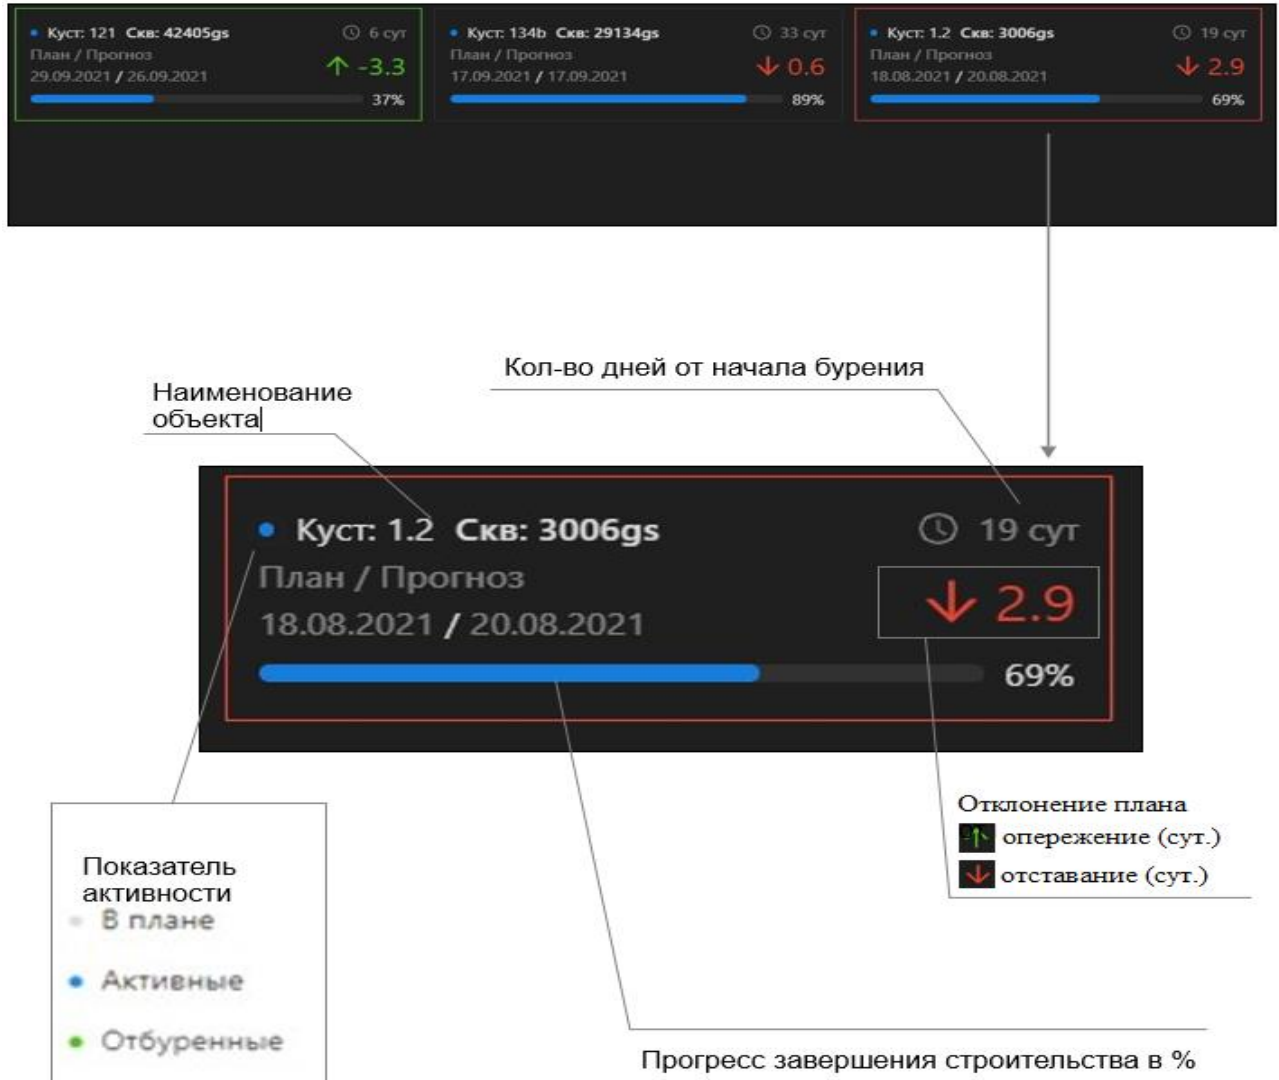 Куст: 121 Скв: 42405gs 6 сут
План / Прогноз
29.09.2021 / 26.09.2021 -3.3
37%
Куст: 134b Скв: 29134gs 33 сут
План / Прогноз
17.09.2021 / 17.09.2021 0.6
89%
Куст: 1.2 Скв: 3006gs 19 сут
План / Прогноз
18.08.2021 / 20.08.2021 2.9
69%
Кол-во дней от начала бурения
Наименование
объекта
Куст: 1.2 Скв: 3006gs 19 сут
План / Прогноз
18.08.2021 / 20.08.2021 2.9
69%
Отклонение плана
опережение (сут.)
отставание (сут.)
Показатель
активности
В плане
Активные
Отбуренные
Прогресс завершения строительства в %